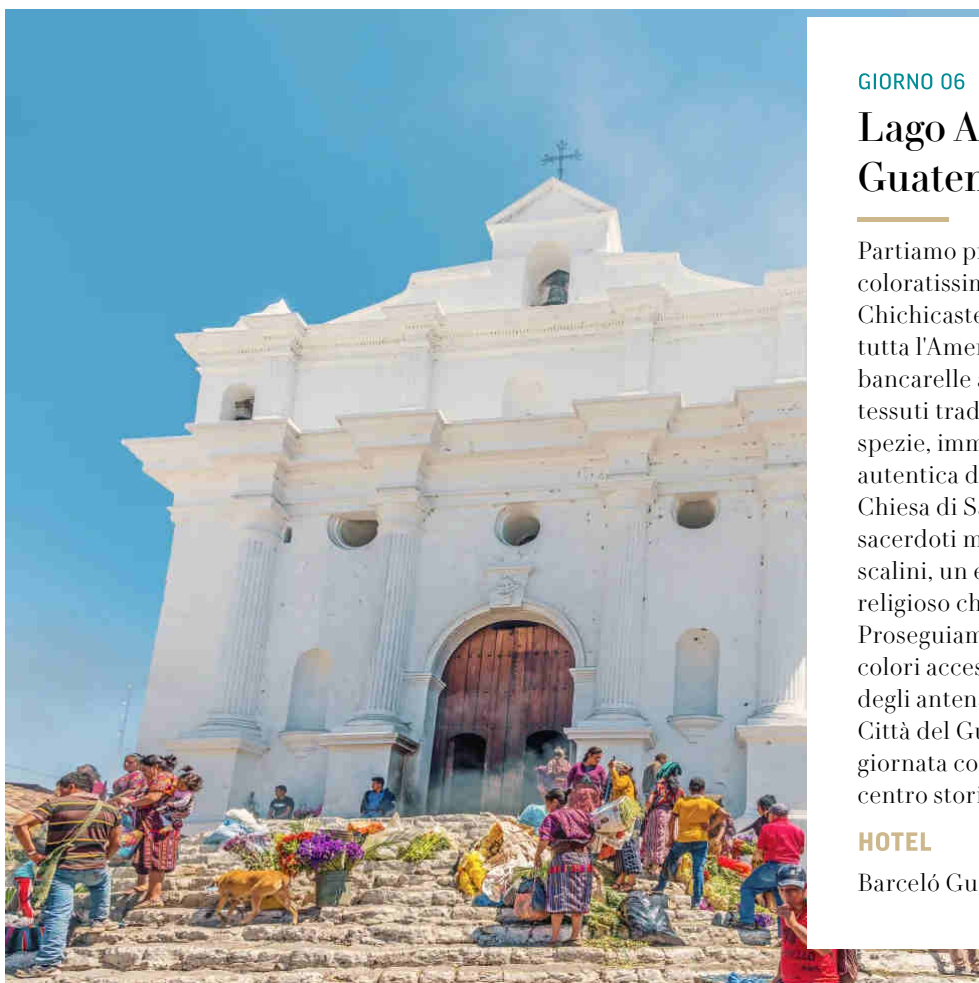 GIORNO 06
Lago A
Guaten
Partiamo p
coloratissin
Chichicaste
tutta l'Amer
bancarelle
tessuti trad
spezie, imm
autentica d
Chiesa di S
sacerdoti m
scalini, un e
religioso ch
Proseguiam
colori acces
degli anten
Città del Gu
giornata co
centro stori
HOTEL
Barceló Gu